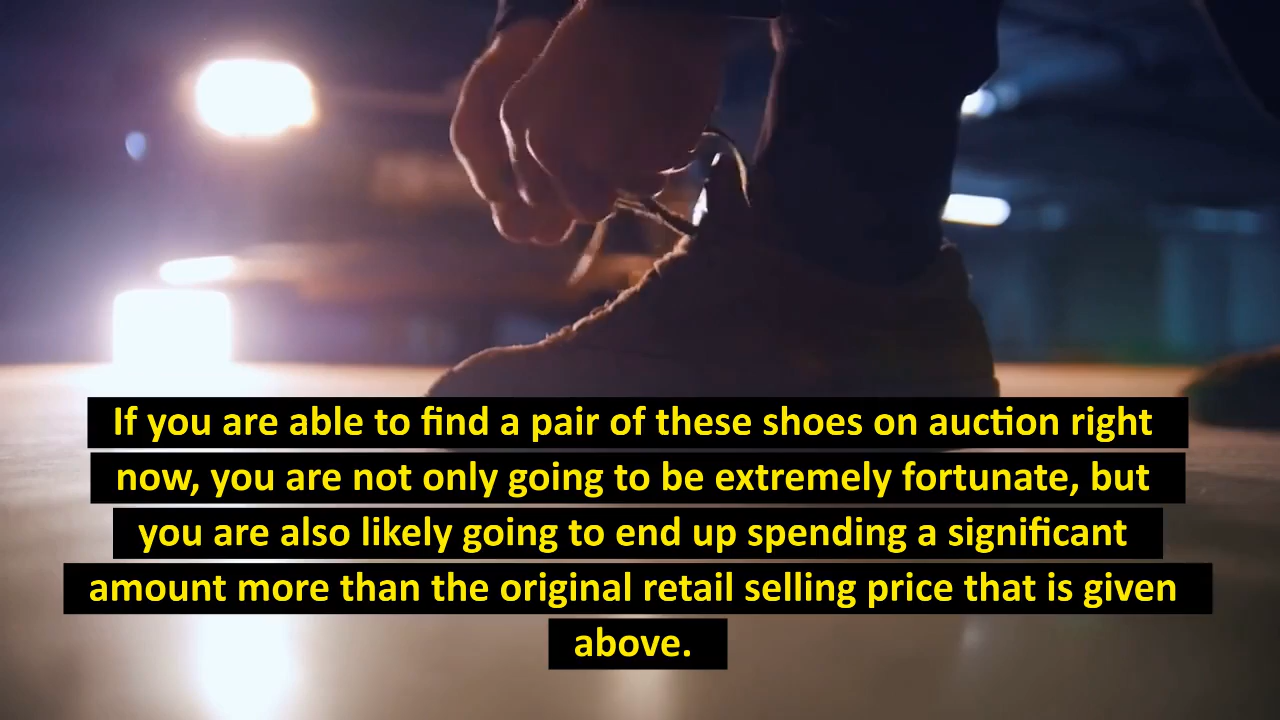 If you are able to find a pair of these shoes on auction right
now, you are not only going to be extremely fortunate, but
you are also likely going to end up spending a significant
amount more than the original retail selling price that is given
above.